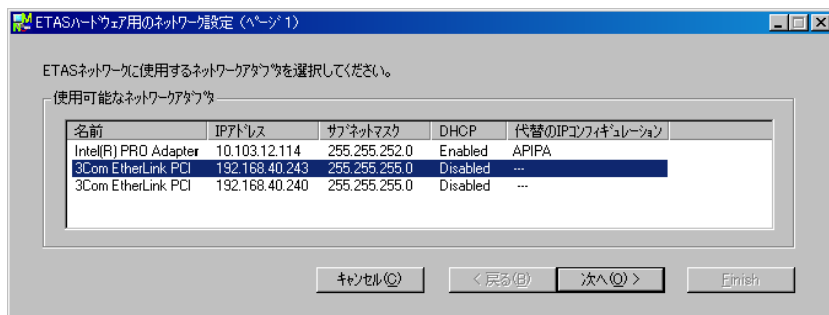 ETASハードウェア用のネットワーク設定 (ページ 1)
ETASネットワークに使用するネットワークアダプタを選択してください。
使用可能なネットワークアダプタ
名前 IPアドレス サブネットマスク DHCP 代替のIPコンフィギュレーション
Intel(R) PRO Adapter 10.103.12.114 255.255.252.0 Enabled APIPA
3Com EtherLink PCI 192.168.40.243 255.255.255.0 Disabled ---
3Com EtherLink PCI 192.168.40.240 255.255.255.0 Disabled ---
キャンセル(C) < 戻る(B) 次へ(O) > Finish